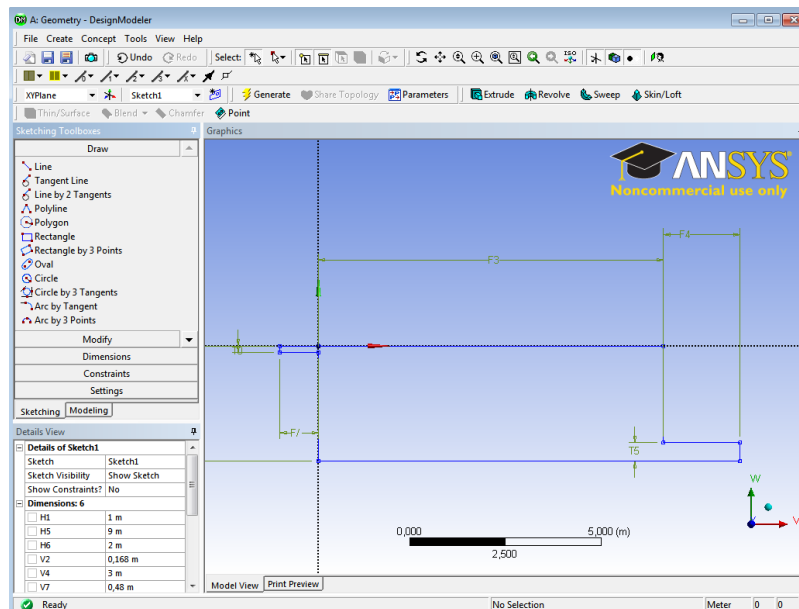 A: Geometry - DesignModeler
File Create Concept Tools View Help
Undo Redo Select: ISO
XYPlane Sketch1 Generate Share Topology Parameters Extrude Revolve Sweep Skin/Loft
Thin/Surface Blend Chamfer Point
Sketching Toolboxes
Draw
Line
Tangent Line
Line by 2 Tangents
Polyline
Polygon
Rectangle
Rectangle by 3 Points
Oval
Circle
Circle by 3 Tangents
Arc by Tangent
Arc by 3 Points
Modify
Dimensions
Constraints
Settings
Sketching Modeling
Details View
Details of Sketch1
Sketch Sketch1
Sketch Visibility Show Sketch
Show Constraints? No
Dimensions: 6
H1 1 m
H5 9 m
H6 2 m
V2 0,168 m
V4 3 m
V7 0,48 m
Graphics
ANSYS
Noncommercial use only
F4
F3
F/
T5
W
0,000 5,000 (m)
2,500
Model View Print Preview
Ready No Selection Meter 0 0